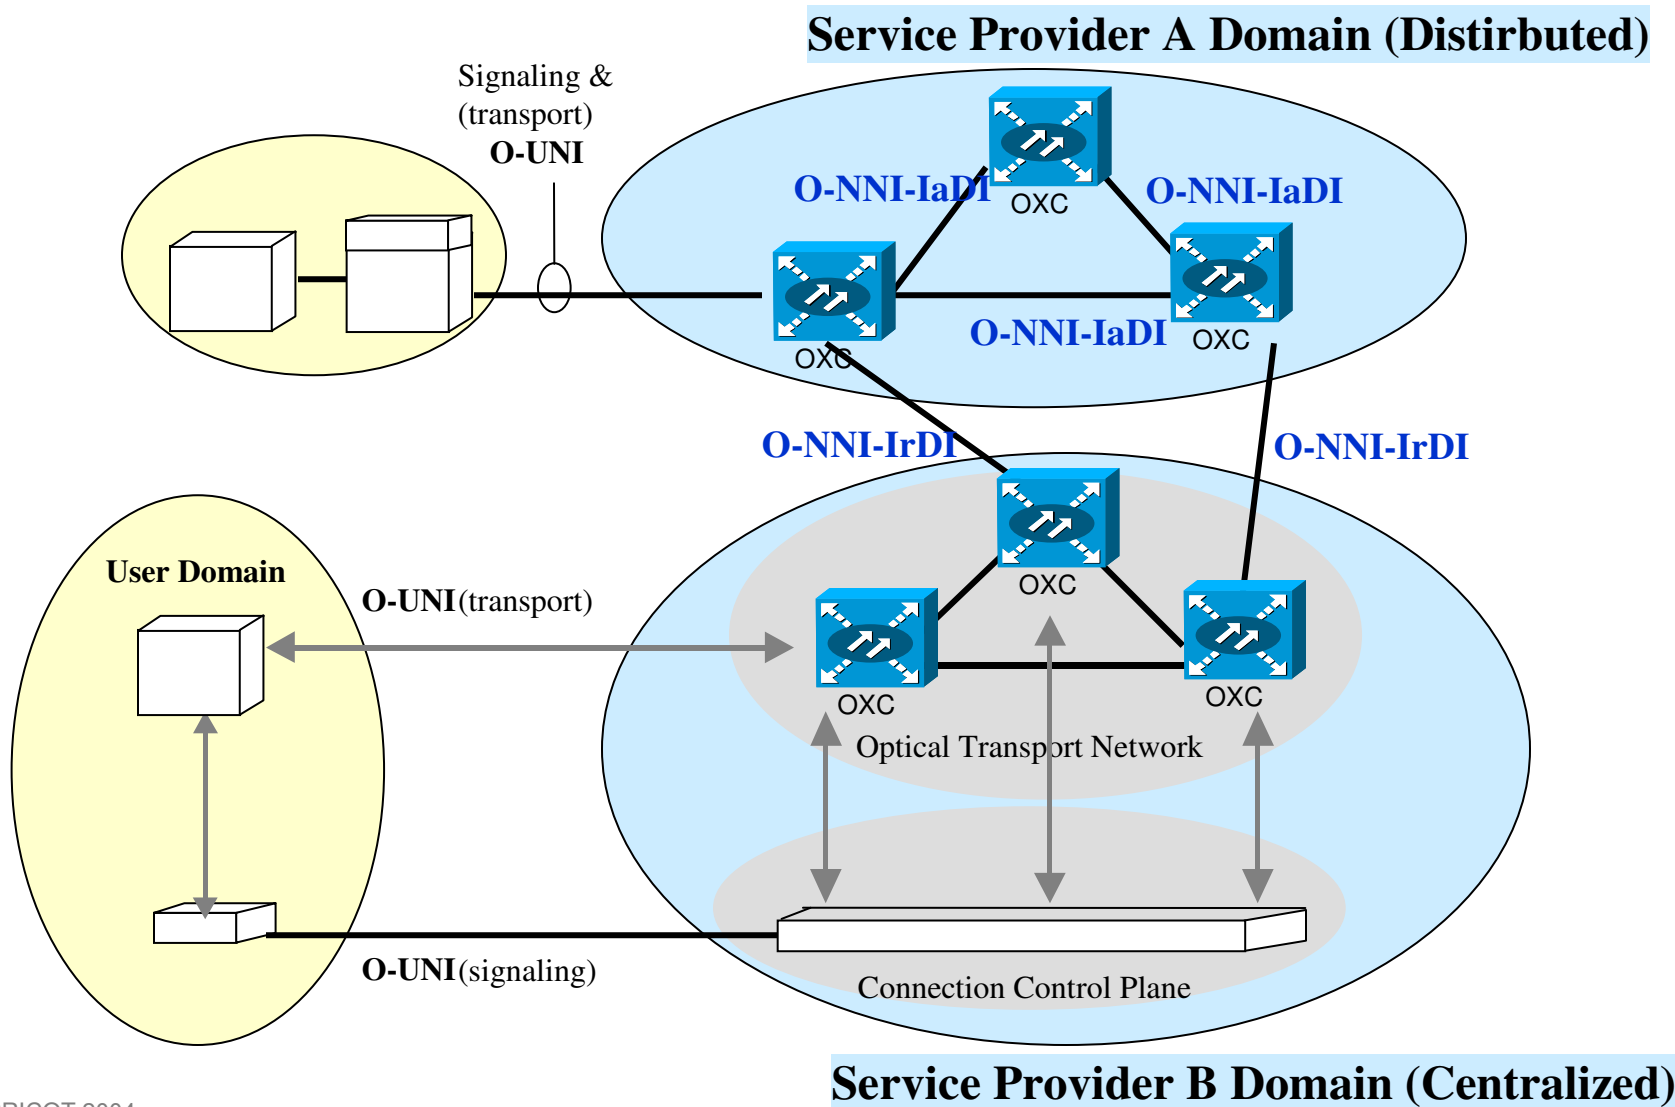 Service Provider A Domain (Distirbuted)
Signaling &
(transport)
O-UNI
O-NNI-IaDI
O-NNI-IaDI
OXC
O-NNI-IaDI
OXC
OXC
O-NNI-IrDI
O-NNI-IrDI
User Domain
O-UNI (transport)
OXC
OXC
OXC
Optical Transport Network
O-UNI (signaling)
Connection Control Plane
Service Provider B Domain (Centralized)